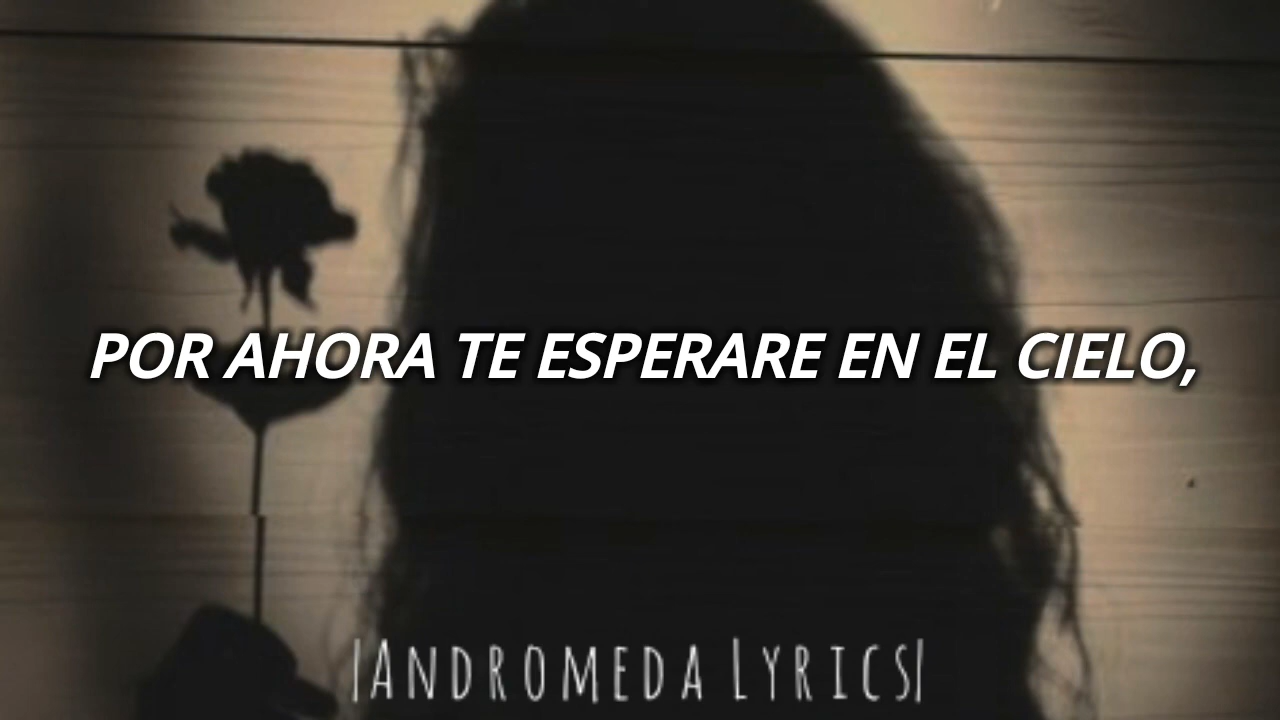 POR AHORA TE ESPERARE EN EL CIELO,
|ANDROMEDA LYRICS|